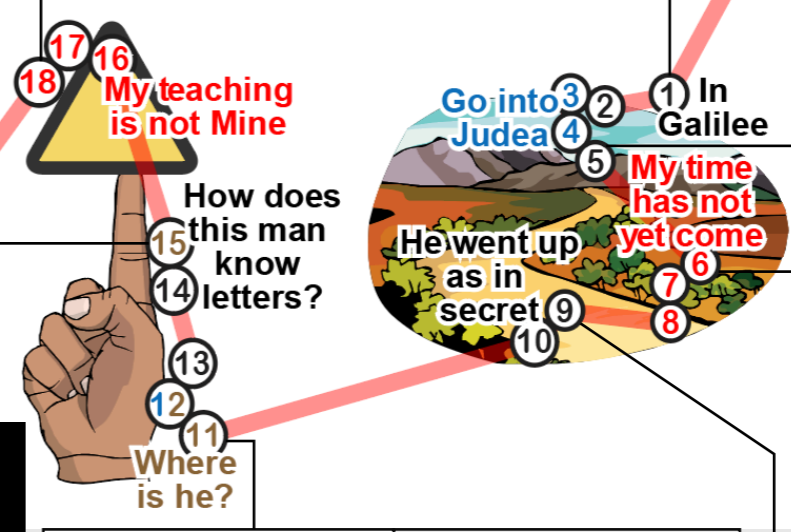 17
16
18
My teaching
is not Mine
1
In
Galilee
2
3
Go into
Judea
4
5
My time
has not
yet come
6
7
8
He went up
as in
secret
9
10
How does
this man
know
letters?
15
14
13
12
11
Where
is he?